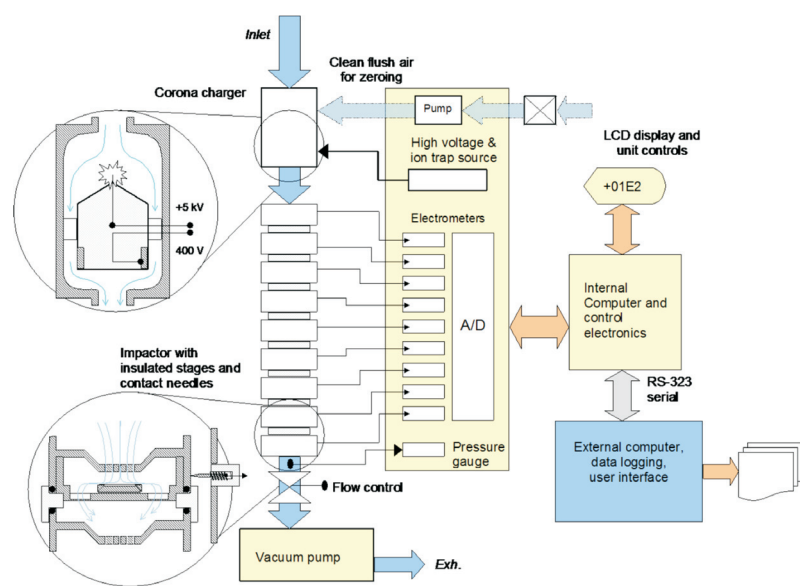 Inlet
Clean flush air
for zeroing
Corona charger
Pump
High voltage &
ion trap source
LCD display and
unit controls
+01E2
+5 kV
400 V
Electrometers
A/D
Internal
Computer and
control
electronics
Impactor with
insulated stages and
contact needles
RS-323
serial
Pressure
gauge
External computer,
data logging,
user interface
Flow control
Vacuum pump
Exh.